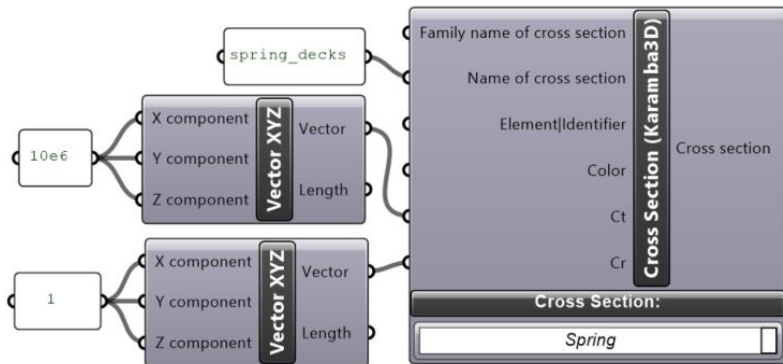 spring_decks
10e6
X component
Y component
Z component
Vector XYZ
Vector
Length
1
X component
Y component
Z component
Vector XYZ
Vector
Length
Family name of cross section
Name of cross section
Element|Identifier
Color
Ct
Cr
Cross Section (Karamba3D)
Cross section
Cross Section:
Spring